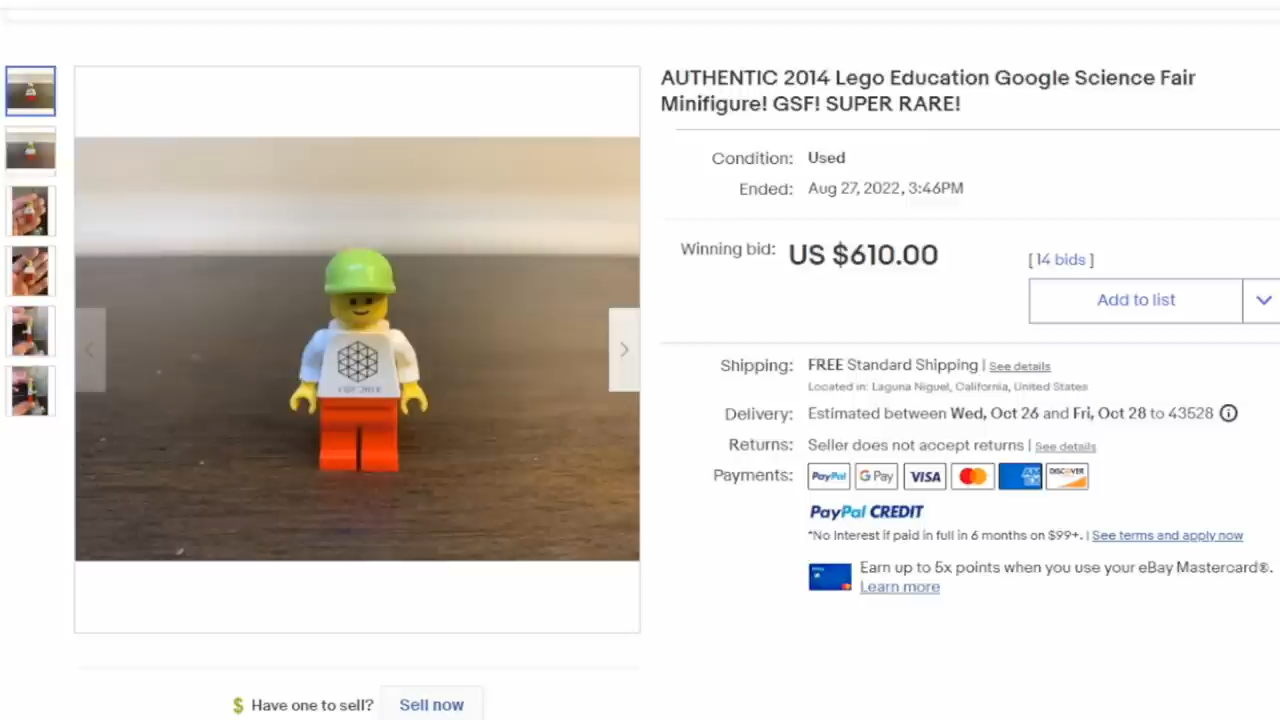 AUTHENTIC 2014 Lego Education Google Science Fair
Minifigure! GSF! SUPER RARE!
Condition: Used
Ended: Aug 27, 2022, 3:46PM
Winning bid: US $610.00
[ 14 bids ]
Add to list
Shipping: FREE Standard Shipping | See details
Located in: Laguna Niguel, California, United States
Delivery: Estimated between Wed, Oct 26 and Fri, Oct 28 to 43528
Returns: Seller does not accept returns | See details
Payments: PayPal G Pay VISA DISCOVER
PayPal CREDIT
*No Interest if paid in full in 6 months on $99+. | See terms and apply now
Earn up to 5x points when you use your eBay Mastercard®.
Learn more
$ Have one to sell? Sell now